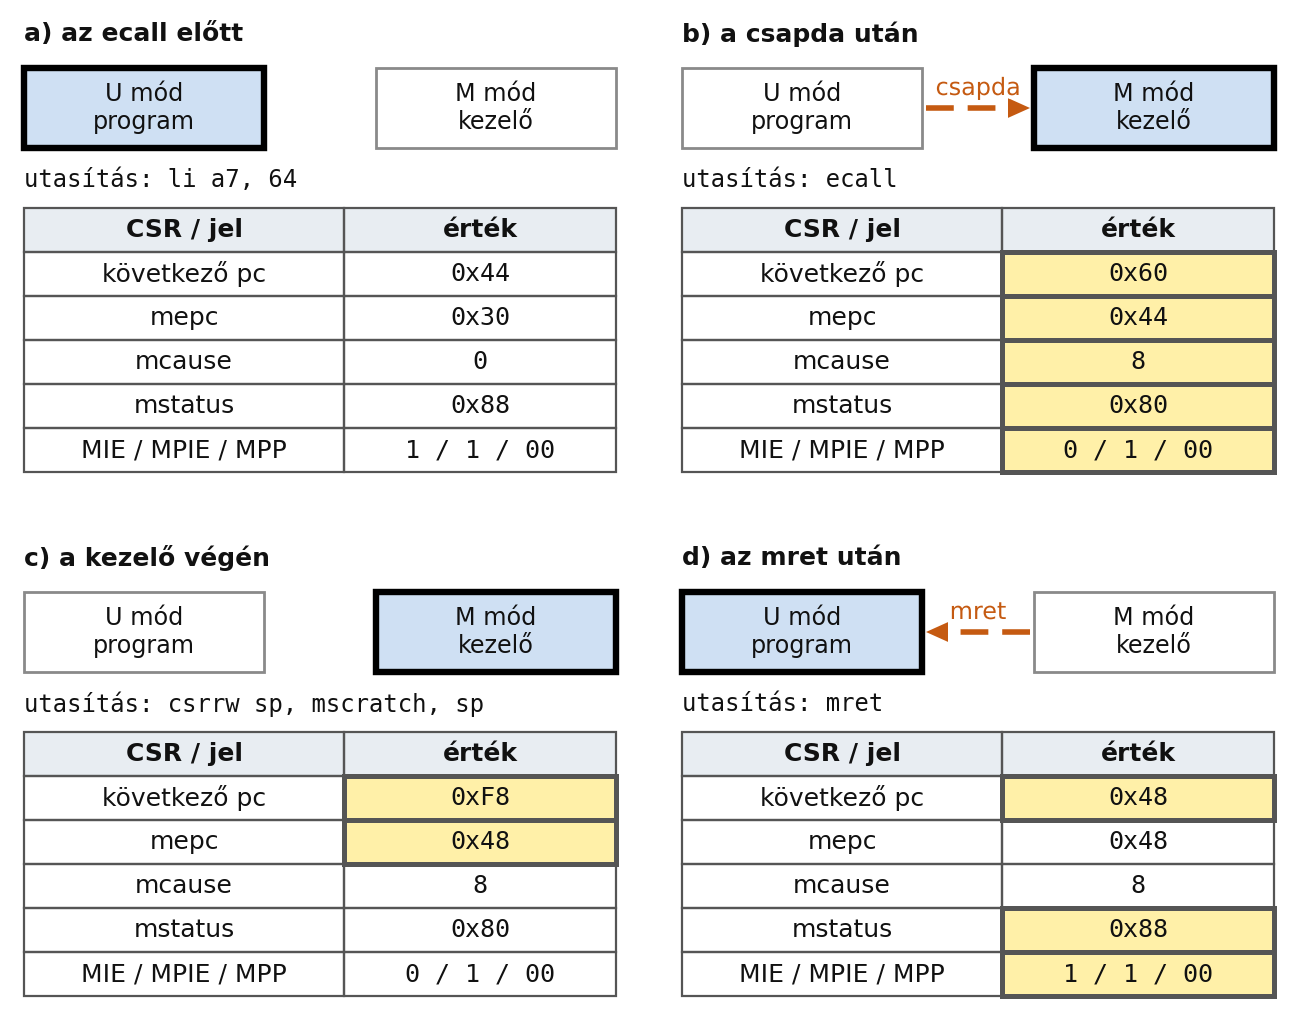 a) az ecall előtt
U mód
program
M mód
kezelő
utasítás: li a7, 64
CSR / jel érték
következő pc 0x44
mepc 0x30
mcause 0
mstatus 0x88
MIE / MPIE / MPP 1 / 1 / 00
b) a csapda után
U mód
program
csapda
M mód
kezelő
utasítás: ecall
CSR / jel érték
következő pc 0x60
mepc 0x44
mcause 8
mstatus 0x80
MIE / MPIE / MPP 0 / 1 / 00
c) a kezelő végén
U mód
program
M mód
kezelő
utasítás: csrrw sp, mscratch, sp
CSR / jel érték
következő pc 0xF8
mepc 0x48
mcause 8
mstatus 0x80
MIE / MPIE / MPP 0 / 1 / 00
d) az mret után
U mód
program
mret
M mód
kezelő
utasítás: mret
CSR / jel érték
következő pc 0x48
mepc 0x48
mcause 8
mstatus 0x88
MIE / MPIE / MPP 1 / 1 / 00